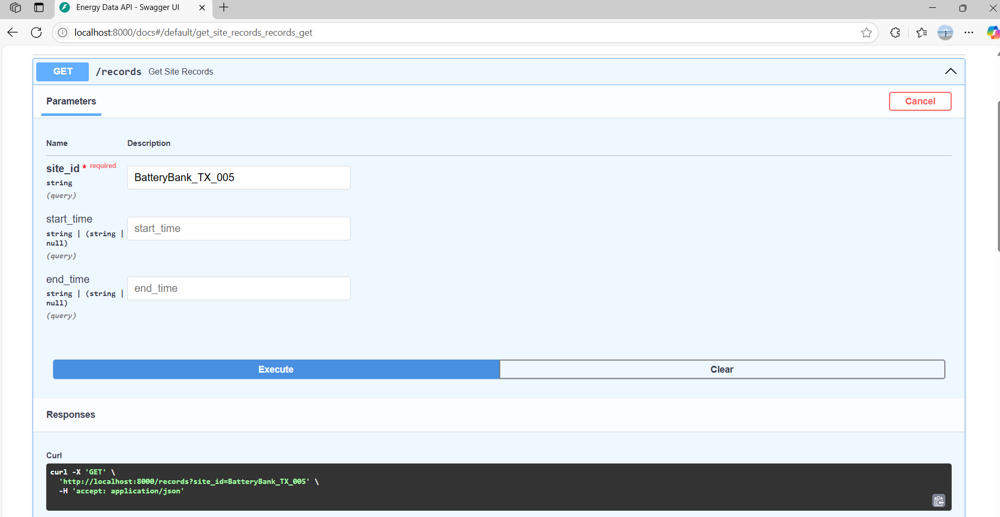 Energy Data API - Swagger UI
localhost:8000/docs#/default/get_site_records_records_get
GET /records Get Site Records
Parameters
Cancel
Name Description
site_id * required
string
(query)
BatteryBank_TX_005
start_time
string | (string |
null)
(query)
start_time
end_time
string | (string |
null)
(query)
end_time
Execute
Clear
Responses
Curl
curl -X 'GET' \
'http://localhost:8000/records?site_id=BatteryBank_TX_005' \
-H 'accept: application/json'